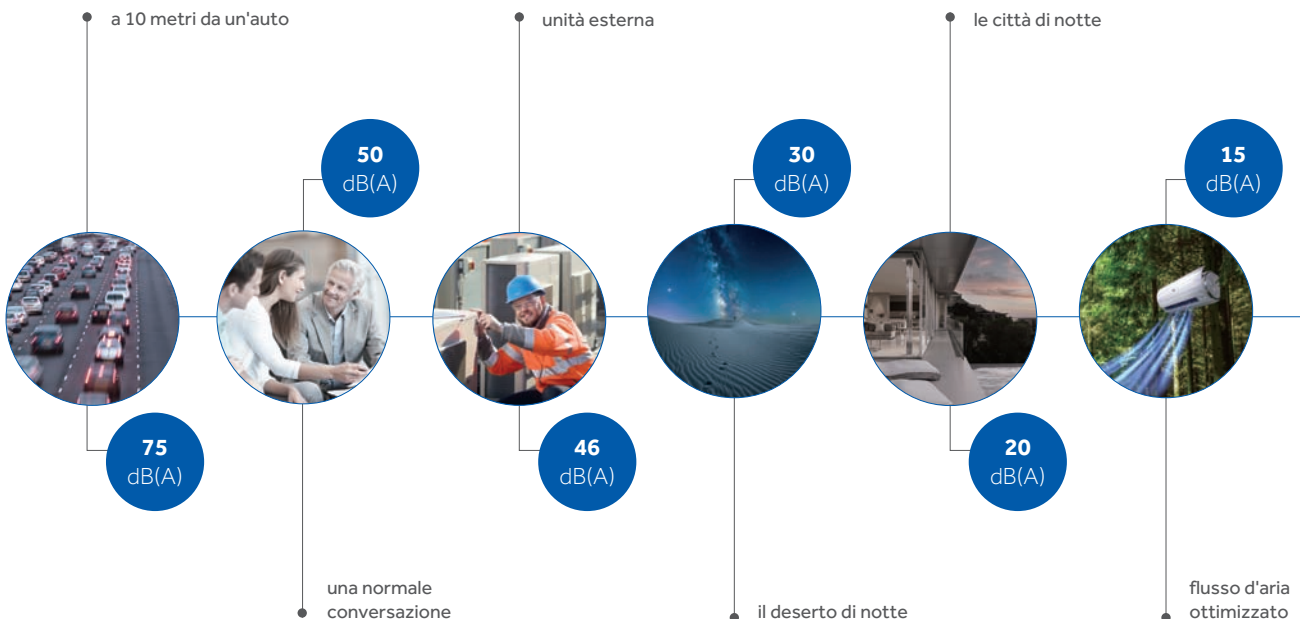 a 10 metri da un'auto
unità esterna
le città di notte
50
dB(A)
30
dB(A)
15
dB(A)
75
dB(A)
46
dB(A)
20
dB(A)
una normale
conversazione
il deserto di notte
flusso d'aria
ottimizzato